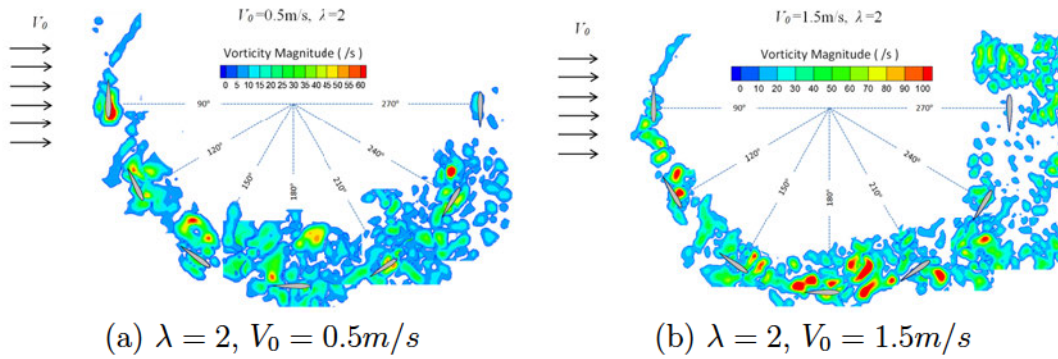 V₀=0.5m/s, λ=2
V₀
Vorticity Magnitude ( /s)
0 5 10 15 20 25 30 35 40 45 50 55 60
90°
270°
120°
240°
150°
210°
180°
(a) λ = 2, V₀ = 0.5m/s
V₀=1.5m/s, λ=2
V₀
Vorticity Magnitude ( /s)
0 10 20 30 40 50 60 70 80 90 100
90°
270°
120°
240°
150°
210°
180°
(b) λ = 2, V₀ = 1.5m/s